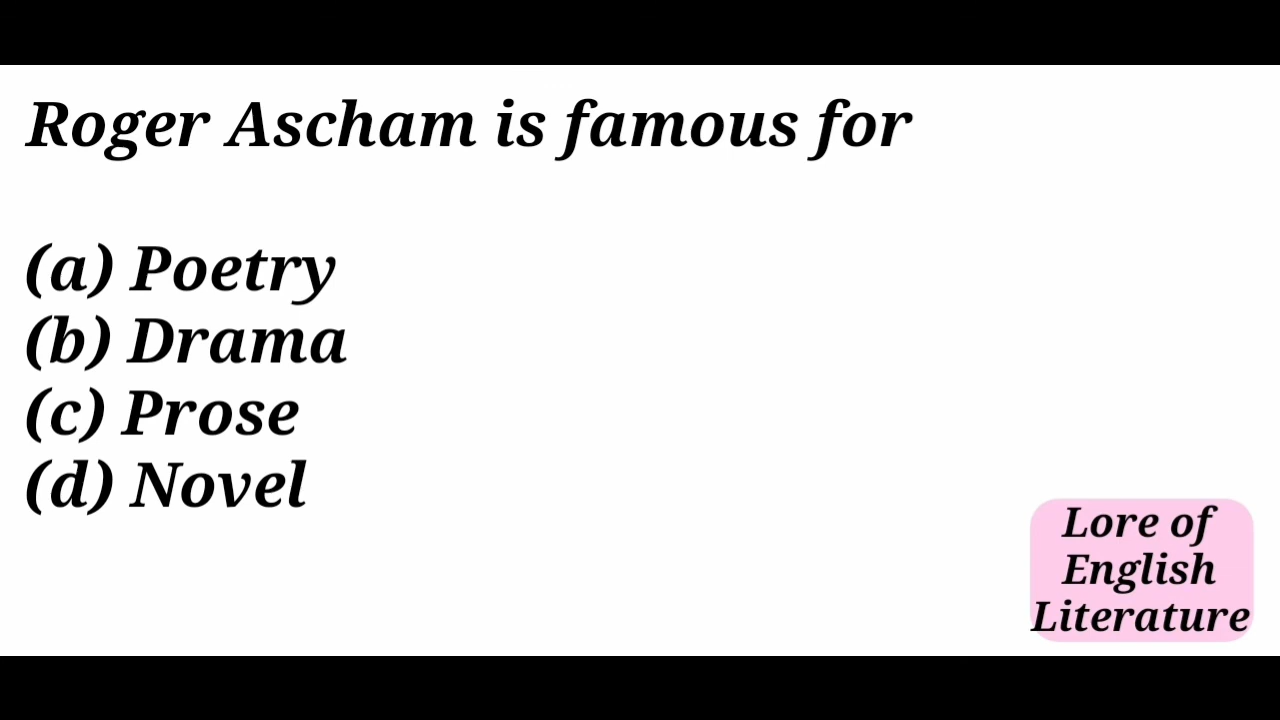 Roger Ascham is famous for
(a) Poetry
(b) Drama
(c) Prose
(d) Novel
Lore of
English
Literature